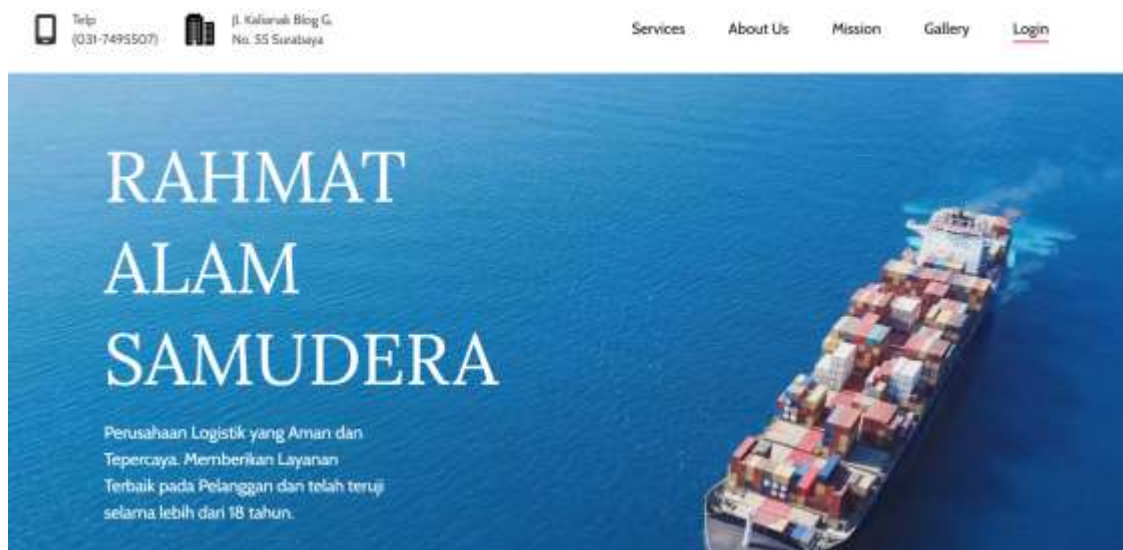 Telp
(031-7495507)
Jl. Kalianak Blog G.
No. 55 Surabaya
Services
About Us
Mission
Gallery
Login
RAHMAT
ALAM
SAMUDERA
Perusahaan Logistik yang Aman dan
Tepercaya. Memberikan Layanan
Terbaik pada Pelanggan dan telah teruji
selama lebih dari 18 tahun.